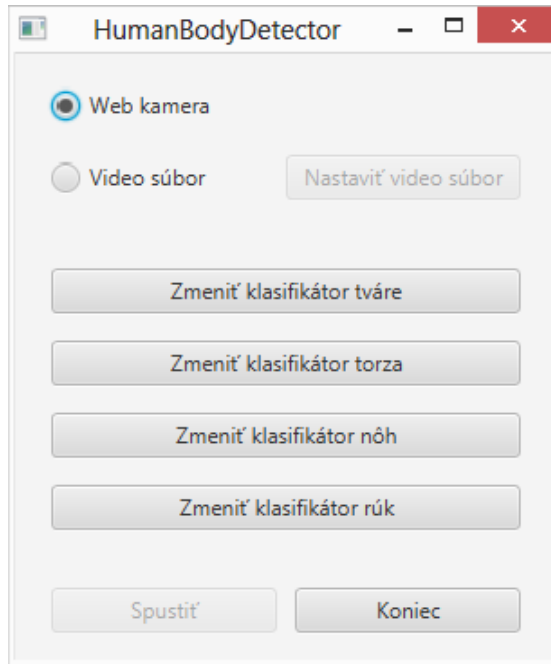 HumanBodyDetector
Web kamera
Video súbor Nastaviť video súbor
Zmeniť klasifikátor tváre
Zmeniť klasifikátor torza
Zmeniť klasifikátor nôh
Zmeniť klasifikátor rúk
Spustiť Koniec